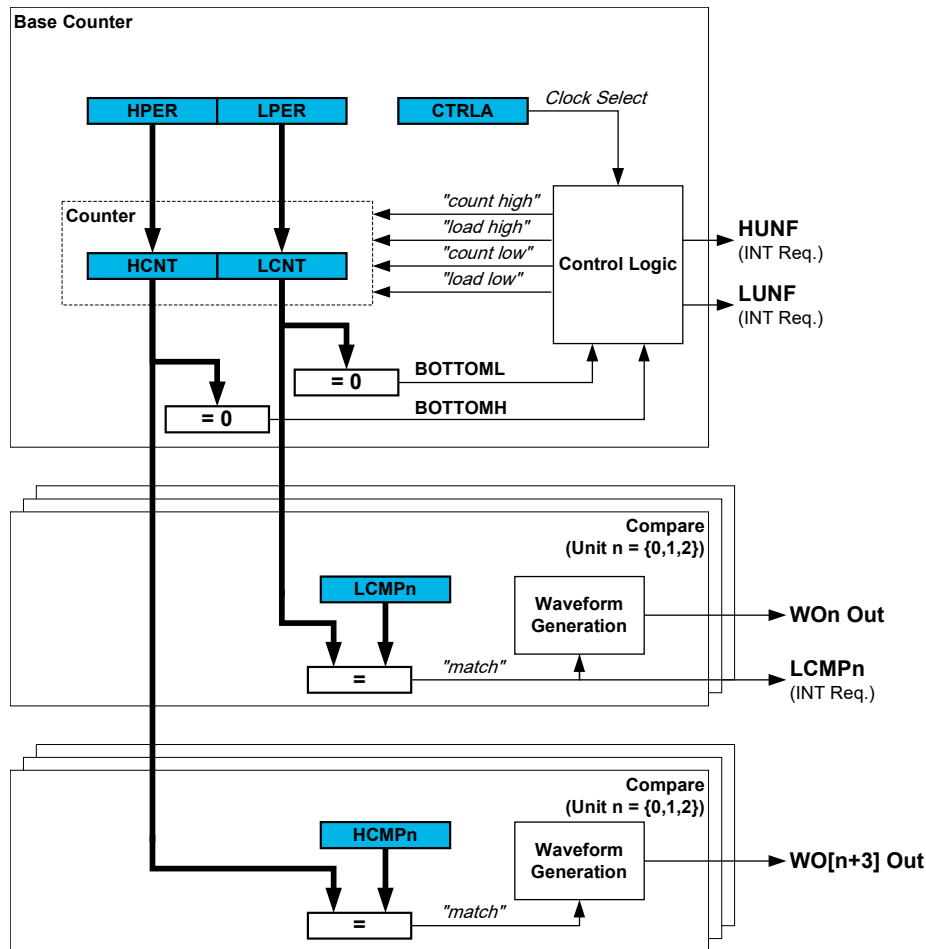 Base Counter
HPER
LPER
CTRLA
Clock Select
Counter
"count high"
"load high"
"count low"
"load low"
Control Logic
HUNF
(INT Req.)
LUNF
(INT Req.)
HCNT
LCNT
= 0
BOTTOML
= 0
BOTTOMH
Compare
(Unit n = {0,1,2})
LCMPn
Waveform
Generation
WOn Out
=
"match"
LCMPn
(INT Req.)
Compare
(Unit n = {0,1,2})
HCMPn
Waveform
Generation
WO[n+3] Out
=
"match"